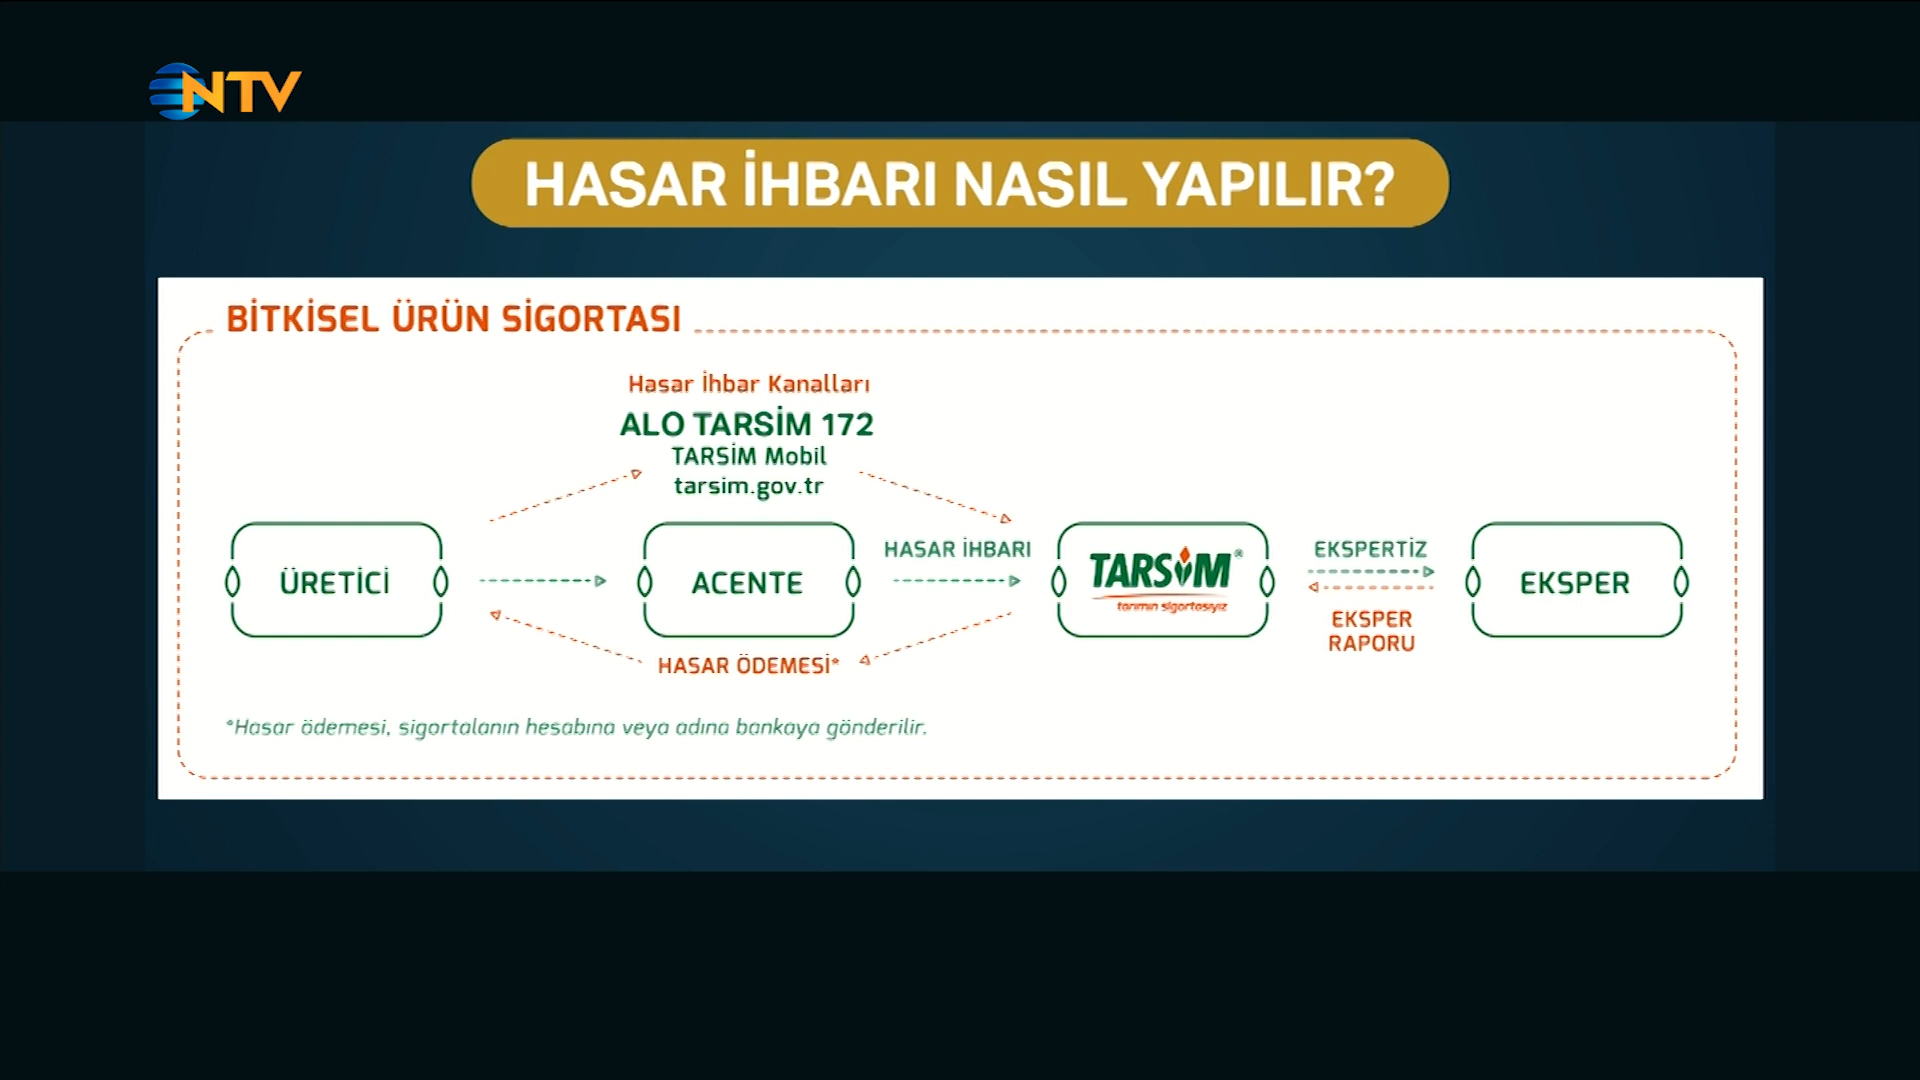 NTV
HASAR İHBARI NASIL YAPILIR?
BİTKİSEL ÜRÜN SİGORTASI
Hasar İhbar Kanalları
ALO TARSİM 172
TARSİM Mobil
tarsim.gov.tr
ÜRETİCİ
ACENTE
HASAR İHBARI
TARSİM®
tarımın sigortasıyız
EKSPERTİZ
EKSPER
RAPORU
EKSPER
HASAR ÖDEMESİ*
*Hasar ödemesi, sigortalanın hesabına veya adına bankaya gönderilir.